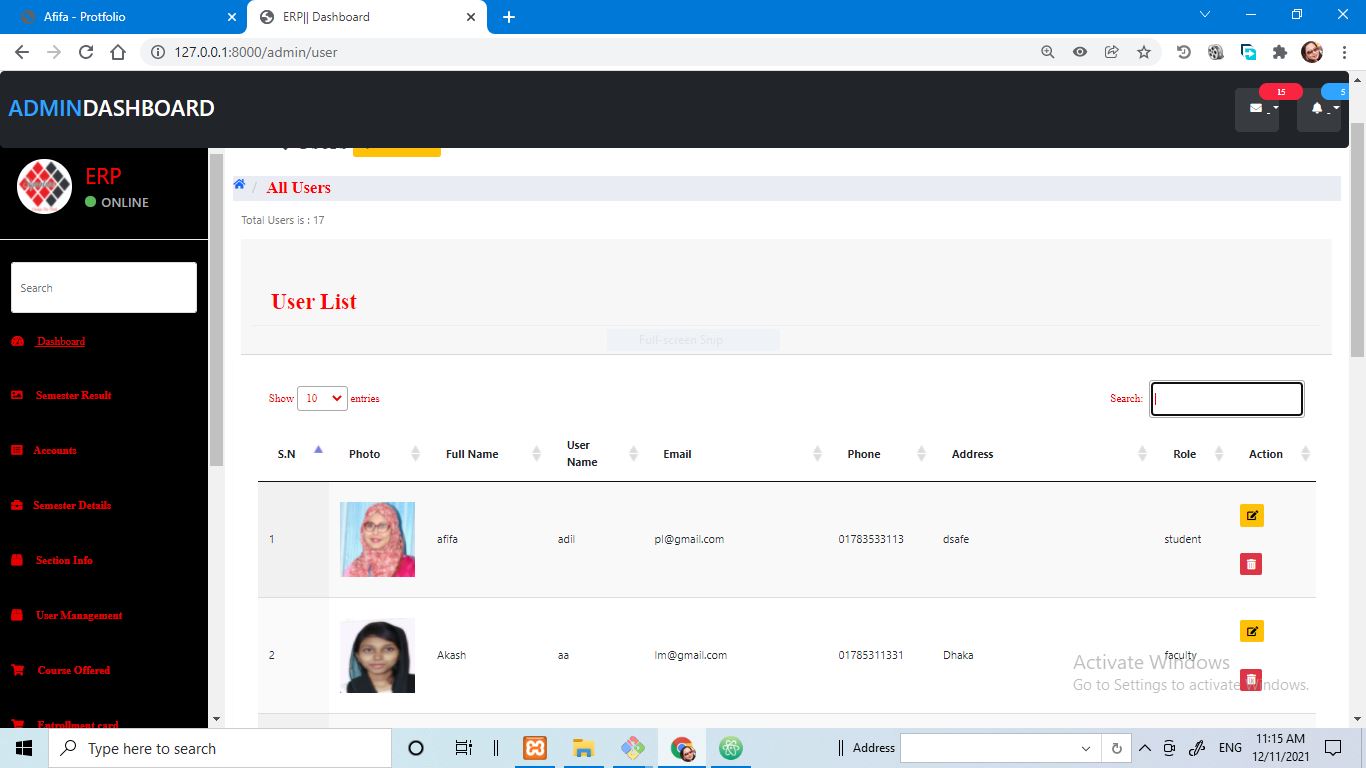 Afifa - Protfolio
ERP|| Dashboard
127.0.0.1:8000/admin/user
ADMINDASHBOARD
15
5
ERP
ONLINE
All Users
Total Users is : 17
Search
User List
Full-screen Snip
Dashboard
Semester Result
Accounts
Semester Details
Section Info
User Management
Course Offered
Enrollment card
Show 10 entries
Search:
S.N Photo Full Name User Name Email Phone Address Role Action
1 afifa adil pl@gmail.com 01783533113 dsafe student
2 Akash aa lm@gmail.com 01785311331 Dhaka faculty
Activate Windows
Go to Settings to activate Windows.
Type here to search
Address
ENG
11:15 AM
12/11/2021